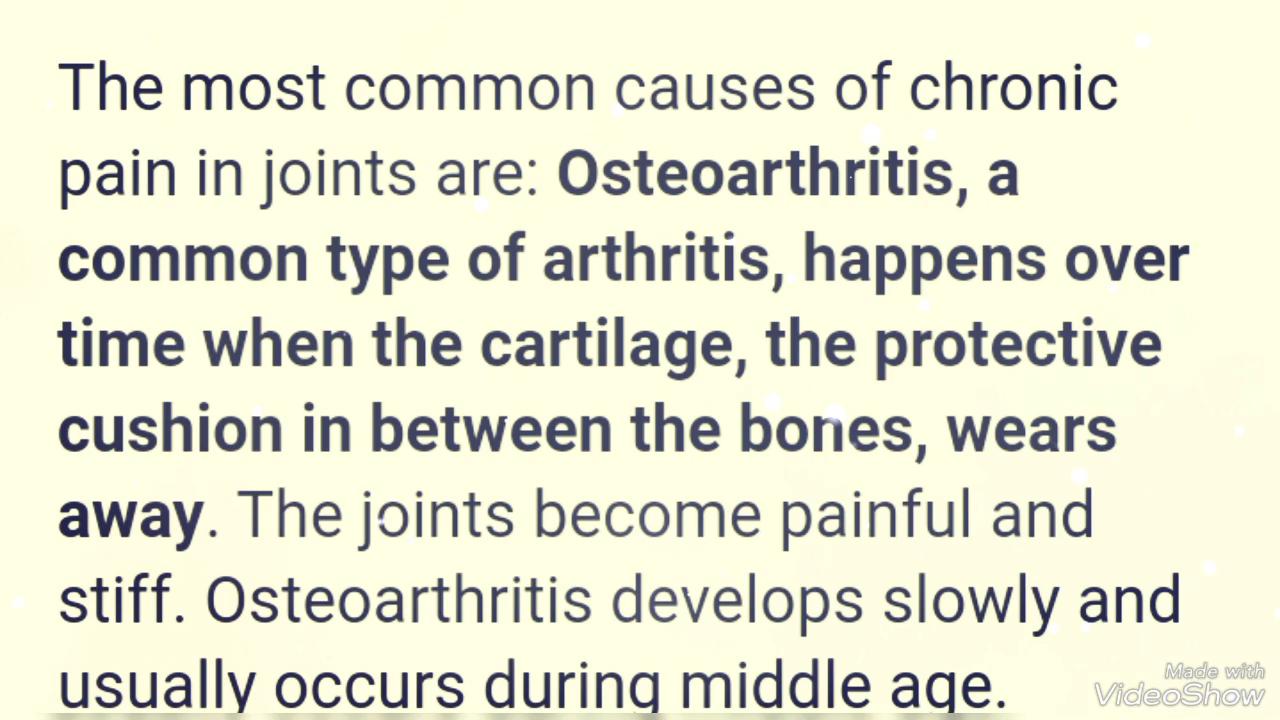 The most common causes of chronic
pain in joints are: Osteoarthritis, a
common type of arthritis, happens over
time when the cartilage, the protective
cushion in between the bones, wears
away. The joints become painful and
stiff. Osteoarthritis develops slowly and
usually occurs during middle age.
Made with
VideoShow